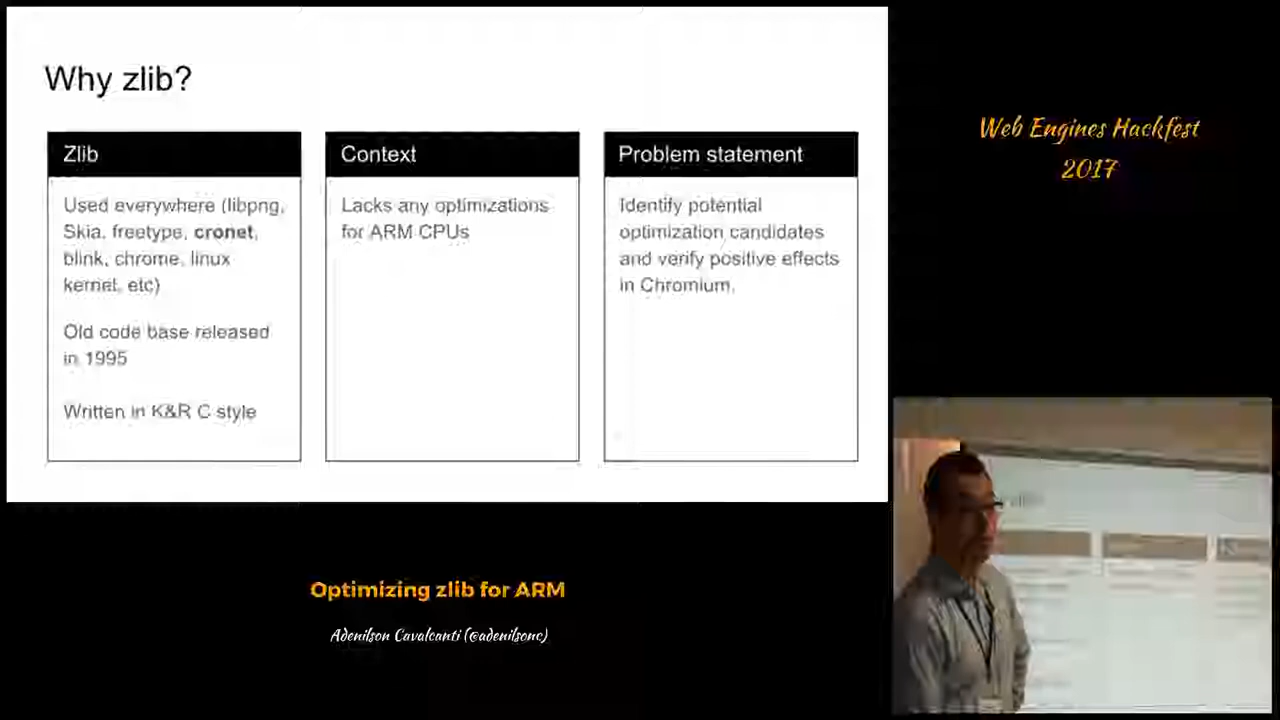 Why zlib?
Zlib
Used everywhere (libpng,
Skia, freetype, cronet,
blink, chrome, linux
kernel, etc)
Old code base released
in 1995
Written in K&R C style
Context
Lacks any optimizations
for ARM CPUs
Problem statement
Identify potential
optimization candidates
and verify positive effects
in Chromium.
Web Engines Hackfest
2017
Optimizing zlib for ARM
Adenilson Cavalcanti (@adenilsonc)